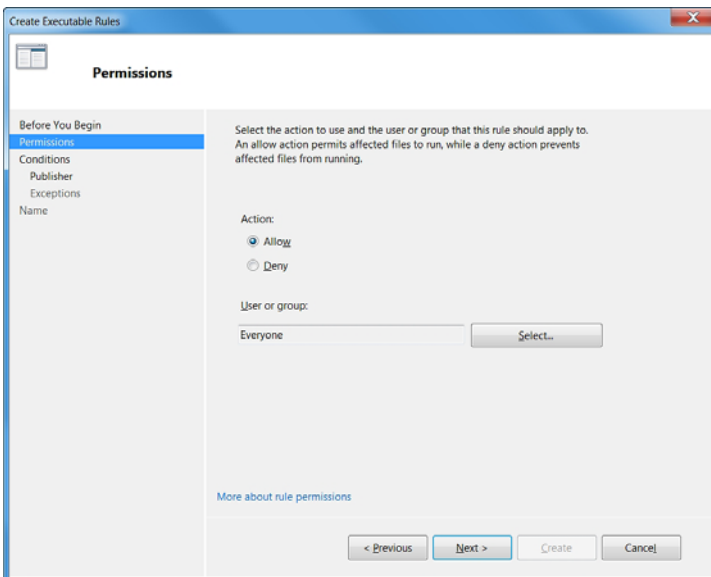 Create Executable Rules
Permissions
Before You Begin
Permissions
Conditions
Publisher
Exceptions
Name
Select the action to use and the user or group that this rule should apply to.
An allow action permits affected files to run, while a deny action prevents
affected files from running.
Action:
Allow
Deny
User or group:
Everyone
Select...
More about rule permissions
< Previous
Next >
Create
Cancel